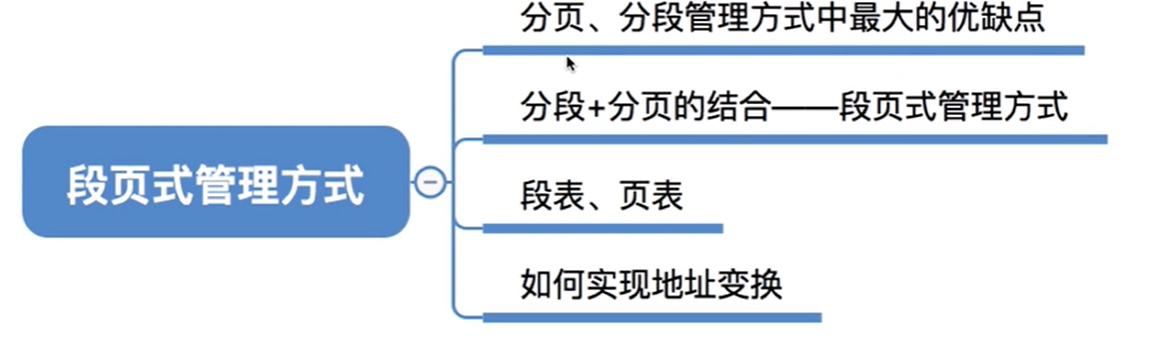 分页、分段管理方式中最大的优缺点
分段+分页的结合——段页式管理方式
段页式管理方式
段表、页表
如何实现地址变换